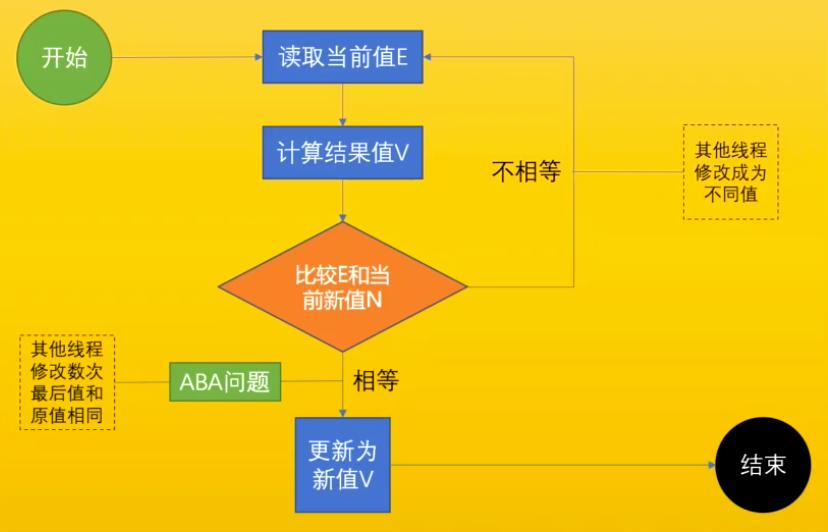 开始
读取当前值E
计算结果值V
不相等
其他线程
修改成为
不同值
比较E和当
前新值N
其他线程
修改数次
最后值和
原值相同
ABA问题
相等
更新为
新值V
结束